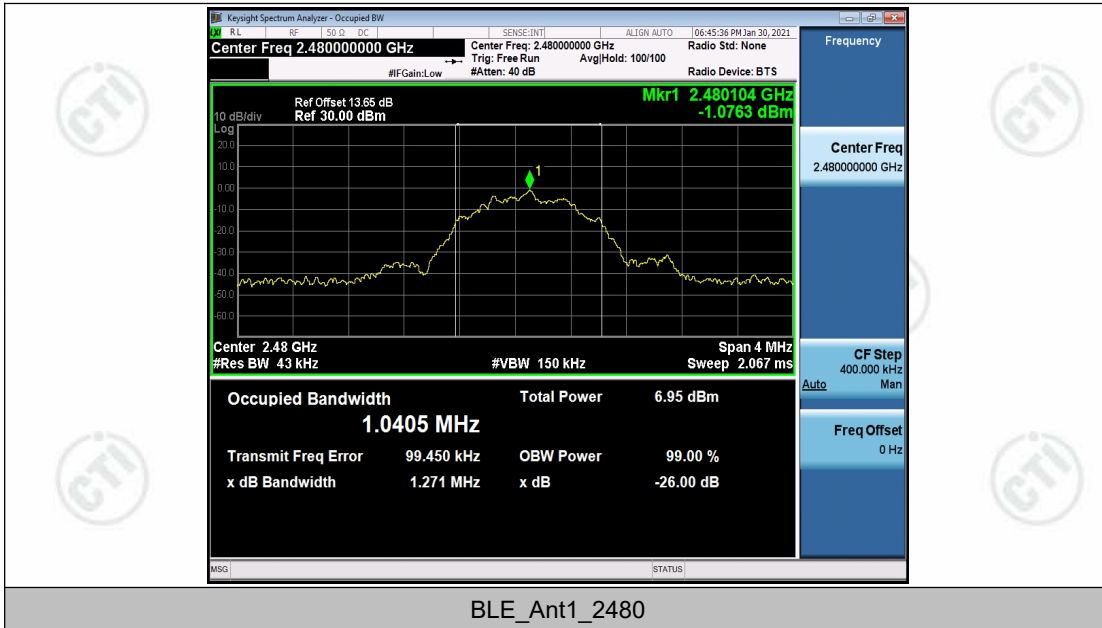 Keysight Spectrum Analyzer - Occupied BW
LXI RL RF 50 Ω DC SENSE:INT ALIGN AUTO 06:45:36 PM Jan 30, 2021
Center Freq 2.480000000 GHz
Center Freq: 2.480000000 GHz Radio Std: None
Trig: Free Run Avg|Hold: 100/100
#IFGain:Low #Atten: 40 dB Radio Device: BTS
Frequency
Ref Offset 13.65 dB
10 dB/div Ref 30.00 dBm
Mkr1 2.480104 GHz
-1.0763 dBm
Log
20.0
10.0
0.00
-10.0
-20.0
-30.0
-40.0
-50.0
-60.0
1
Center 2.48 GHz Span 4 MHz
#Res BW 43 kHz #VBW 150 kHz Sweep 2.067 ms
Center Freq
2.480000000 GHz
CF Step
400.000 kHz
Auto Man
Freq Offset
0 Hz
Occupied Bandwidth Total Power 6.95 dBm
1.0405 MHz
Transmit Freq Error 99.450 kHz OBW Power 99.00 %
x dB Bandwidth 1.271 MHz x dB -26.00 dB
MSG STATUS
BLE_Ant1_2480
CTI
CTI
CTI
CTI